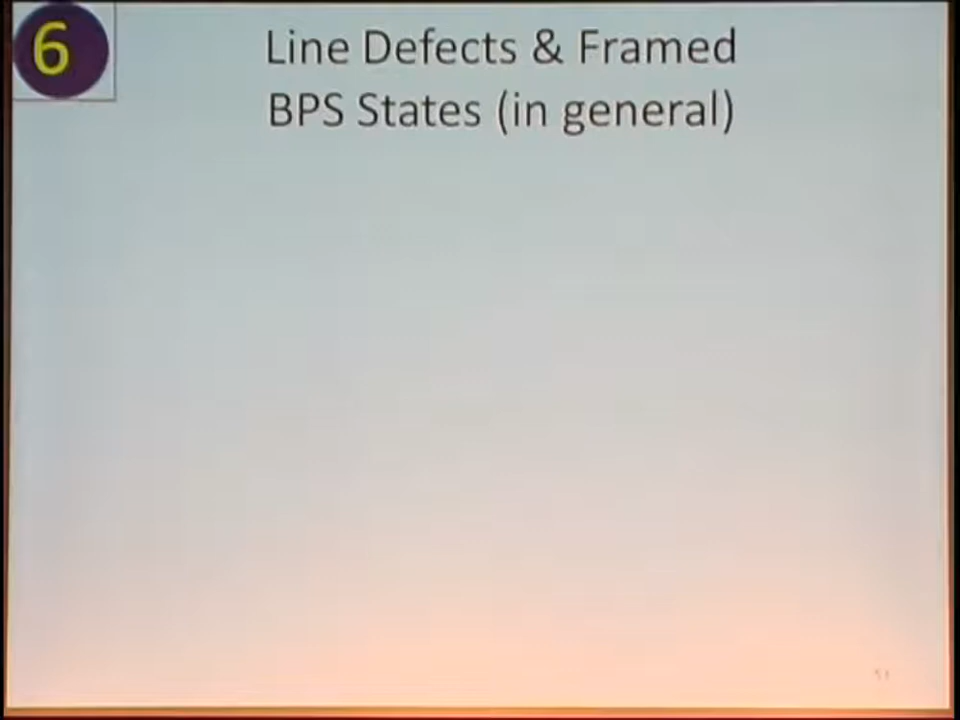 6
Line Defects & Framed
BPS States (in general)